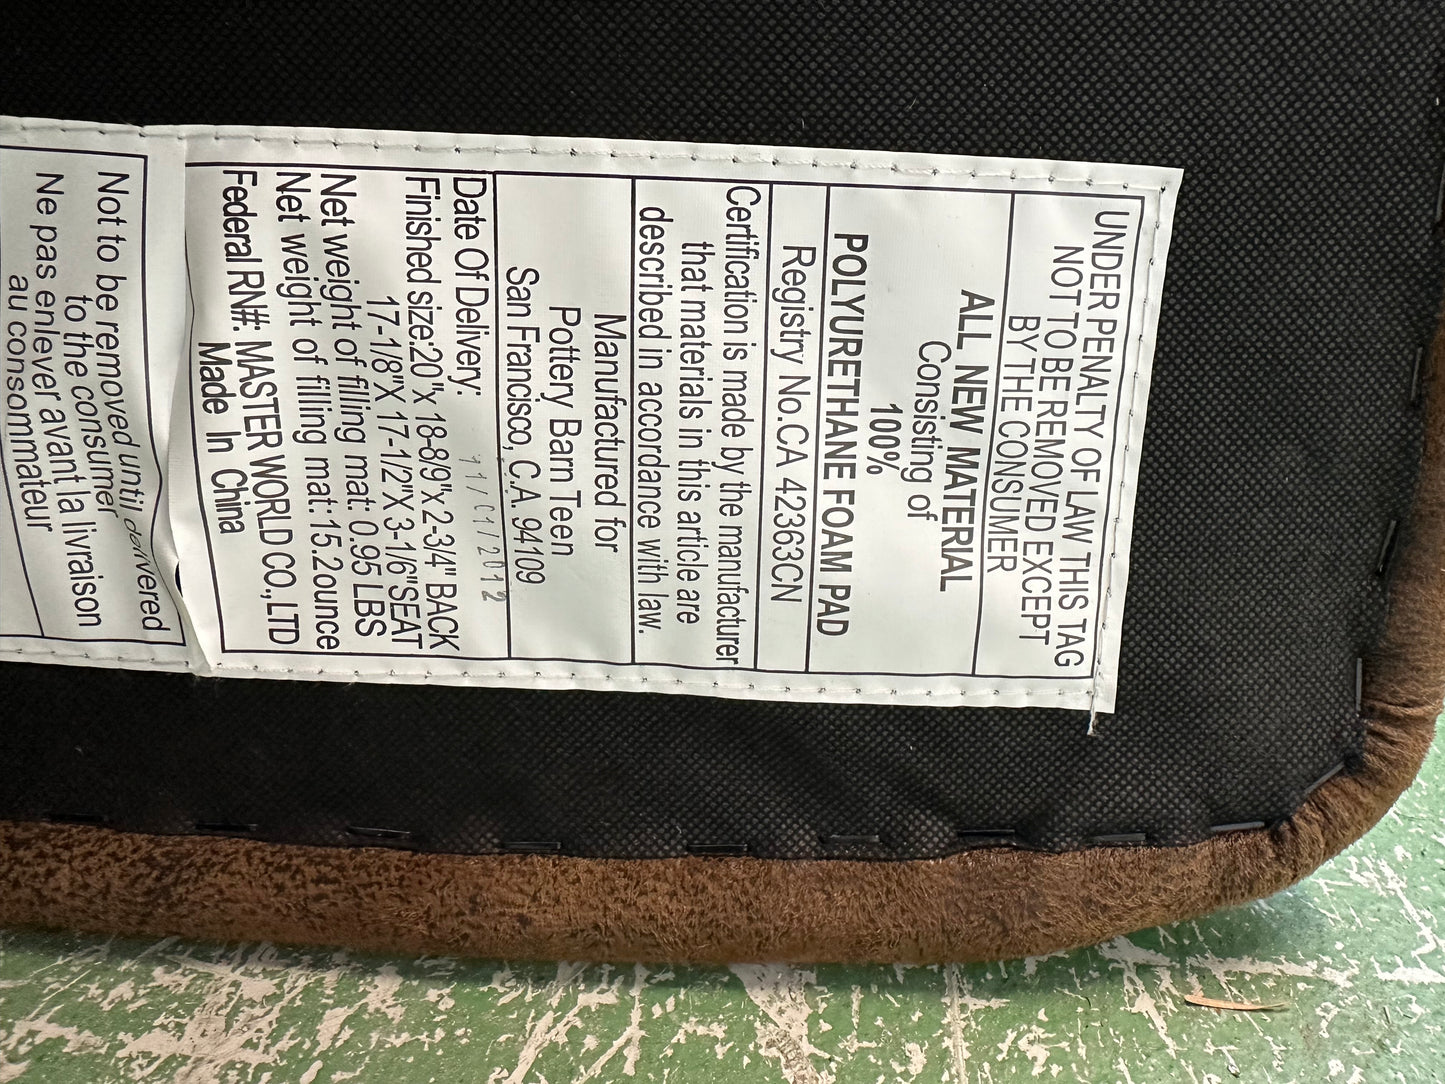 UNDER PENALTY OF LAW THIS TAG
NOT TO BE REMOVED EXCEPT
BY THE CONSUMER
ALL NEW MATERIAL
Consisting of
100%
POLYURETHANE FOAM PAD
Registry No.CA 42363CN
Certification is made by the manufacturer
that materials in this article are
described in accordance with law.
Manufactured for
Pottery Barn Teen
San Francisco, C.A. 94109
Date Of Delivery: 11/01/2012
Finished size:20"x 18-8/9"x 2-3/4" BACK
17-1/8"X 17-1/2"X 3-1/6"SEAT
Net weight of filling mat: 0.95 LBS
Net weight of filling mat:15.2ounce
Federal RN#: MASTER WORLD CO.,LTD
Made In China
Not to be removed until delivered
to the consumer
Ne pas enlever avant la livraison
au consommateur